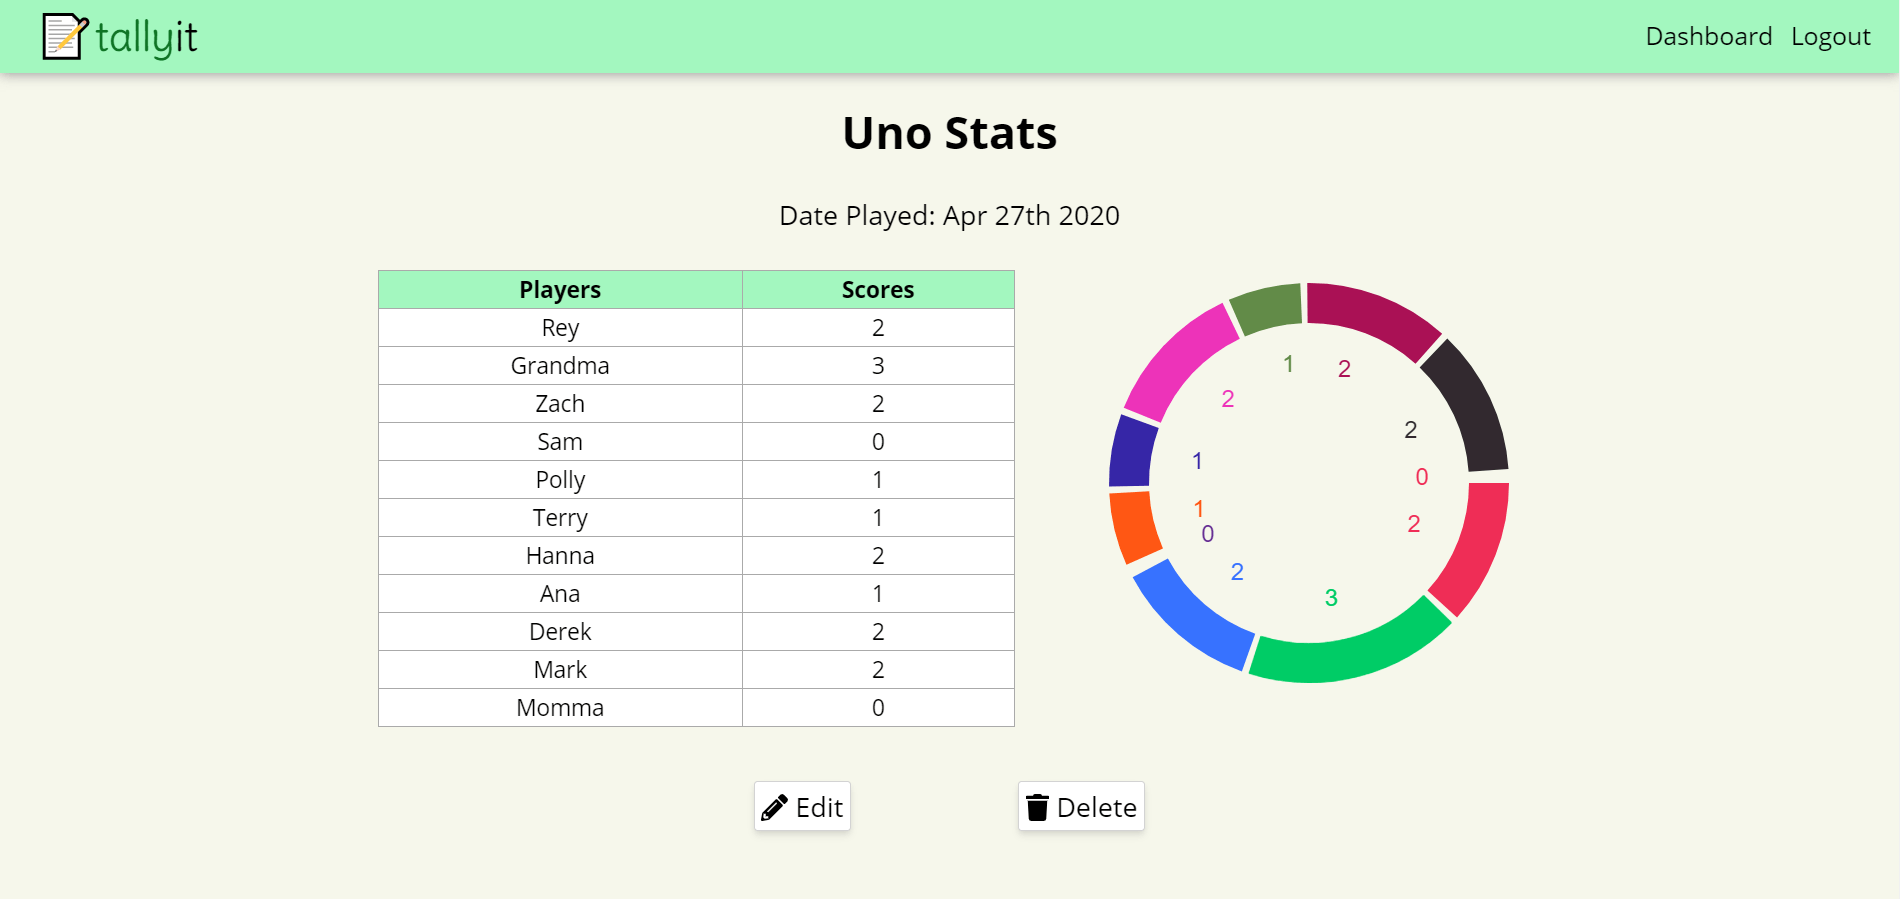 tallyit
Dashboard Logout
Uno Stats
Date Played: Apr 27th 2020
Players Scores
Rey 2
Grandma 3
Zach 2
Sam 0
Polly 1
Terry 1
Hanna 2
Ana 1
Derek 2
Mark 2
Momma 0
1
2
2
2
1
0
1
0
2
2
3
Edit
Delete